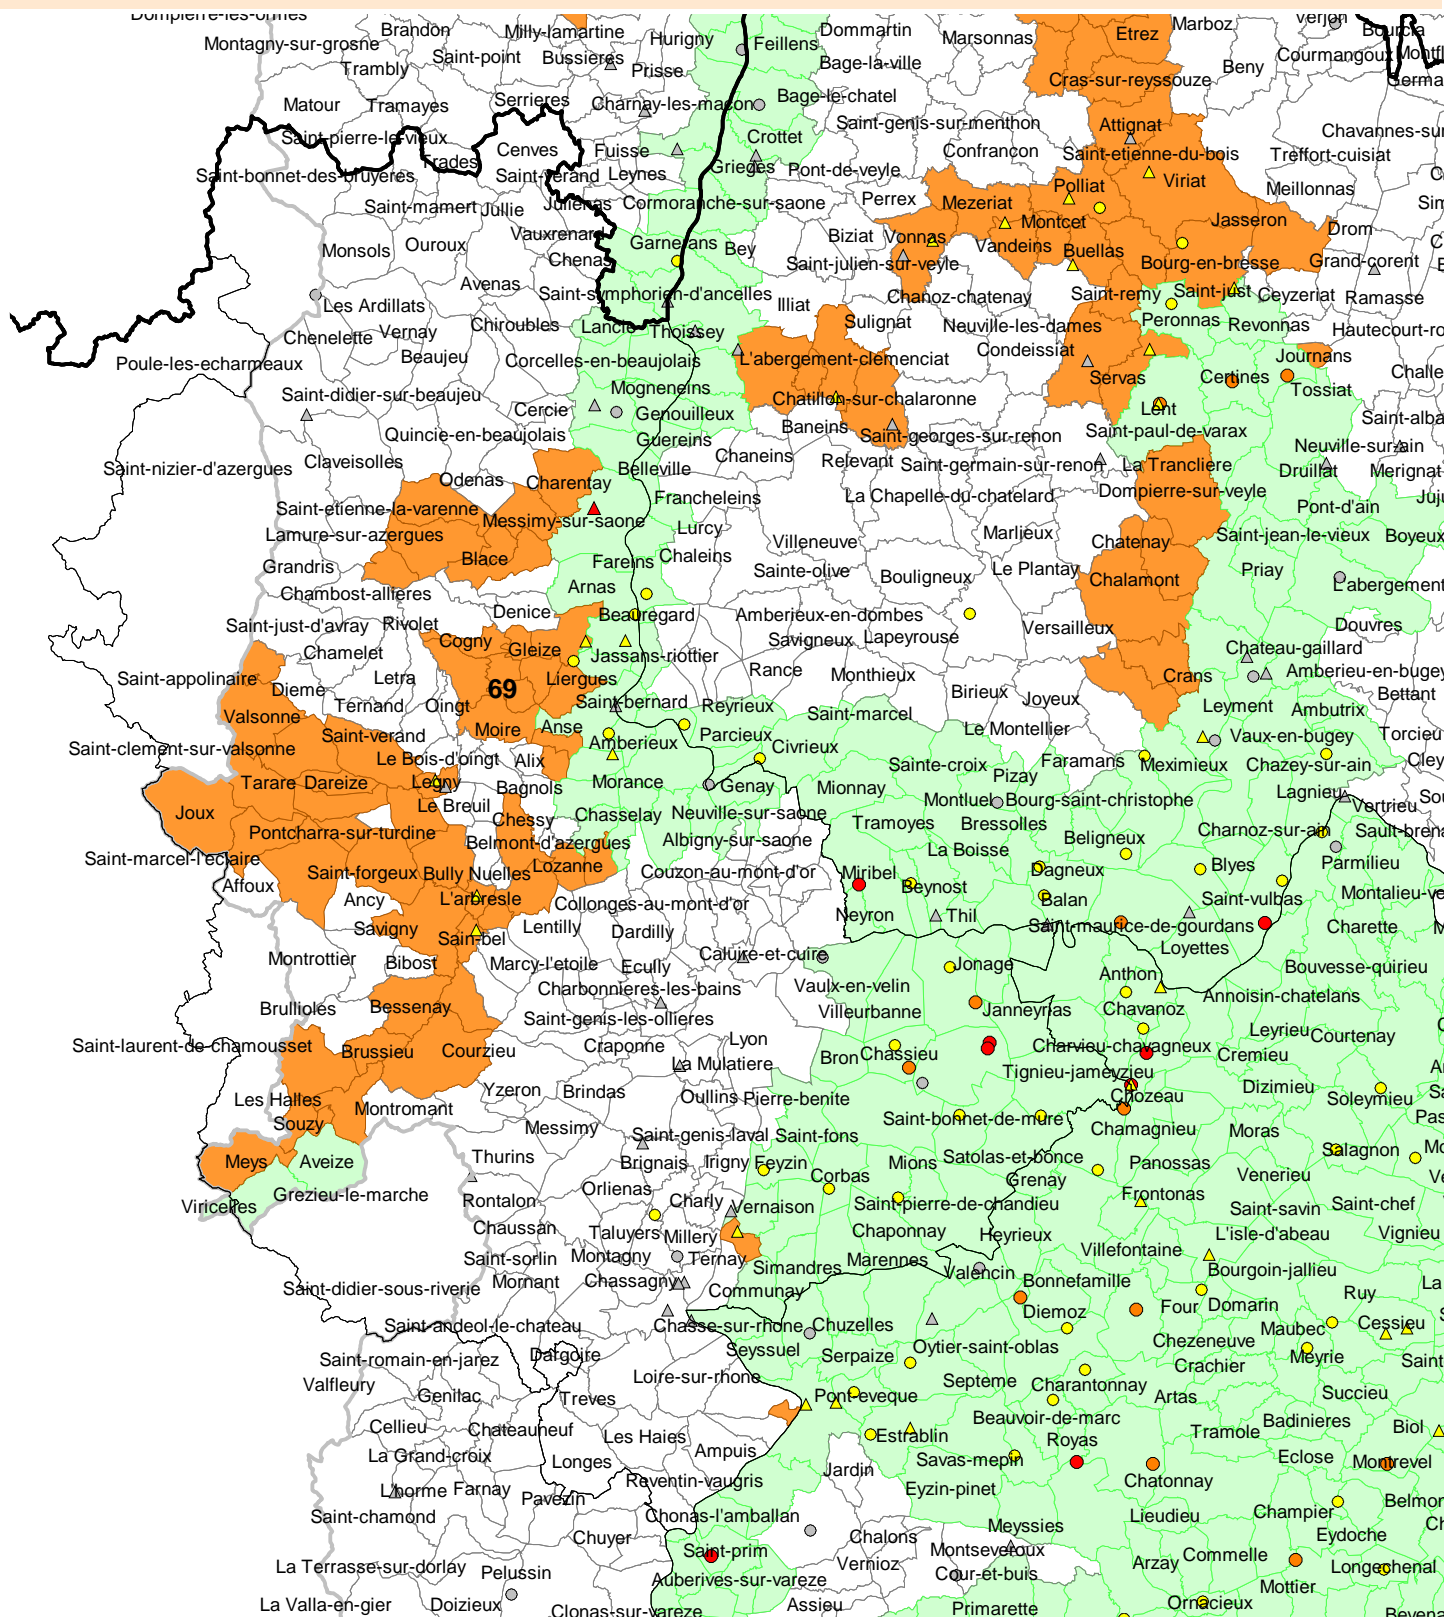 Dompierre-les-ormes
Brandon
Milly-lamartine
Hurigny
Feillens
Dommartin
Marsonnas
Etrez
Marboz
Verjon
Bourcia
Montagny-sur-grosne
Saint-point
Bussieres
Prisse
Trambly
Bage-la-ville
Beny
Courmangoux
Cras-sur-reyssouze
Matour
Tramayes
Serrieres
Charnay-les-macon
Bage-le-chatel
Saint-genis-sur-menthon
Attignat
Saint-pierre-le-vieux
Trades
Cenves
Fuisse
Crottet
Confrancon
Saint-etienne-du-bois
Treffort-cuisiat
Saint-bonnet-des-bruyeres
Saint-verand
Leynes
Grieges
Pont-de-veyle
Polliat
Viriat
Meillonnas
Saint-mamert
Jullie
Julienas
Cormoranche-sur-saone
Perrex
Mezeriat
Montcet
Jasseron
Drom
Monsols
Ouroux
Vauxrenard
Garnerans
Bey
Biziat
Vonnas
Vandeins
Buellas
Chenas
Saint-julien-sur-veyle
Bourg-en-bresse
Grand-corent
Avenas
Saint-symphorien-d'ancelles
Illiat
Chanoz-chatenay
Saint-remy
Saint-just
Ceyzeriat
Ramasse
Les Ardillats
Chenelette
Vernay
Chiroubles
Lancie
Thoissey
Sulignat
Neuville-les-dames
Peronnas
Revonnas
Poule-les-echarmeaux
Beaujeu
Corcelles-en-beaujolais
L'abergement-clemenciat
Condeissiat
Journans
Saint-didier-sur-beaujeu
Mogneneins
Servas
Certines
Tossiat
Cercie
Genouilleux
Chatillon-sur-chalaronne
Lent
Quincie-en-beaujolais
Guereins
Baneins
Saint-georges-sur-renon
Saint-paul-de-varax
Neuville-sur-ain
Saint-nizier-d'azergues
Claveisolles
Belleville
Chaneins
Relevant
Saint-germain-sur-renon
La Trancliere
Druillat
Merignat
Odenas
Charentay
Francheleins
La Chapelle-du-chatelard
Dompierre-sur-veyle
Pont-d'ain
Saint-etienne-la-varenne
Messimy-sur-saone
Lurcy
Villeneuve
Marlieux
Chatenay
Saint-jean-le-vieux
Lamure-sur-azergues
Blace
Fareins
Chaleins
Sainte-olive
Bouligneux
Le Plantay
Chalamont
Priay
Grandris
Arnas
Chambost-allieres
Denice
Beauregard
Amberieux-en-dombes
Versailleux
Douvres
Saint-just-d'avray
Rivolet
Cogny
Gleize
Savigneux
Lapeyrouse
Chamelet
Jassans-riottier
Chateau-gaillard
Saint-appolinaire
Dieme
Letra
69
Liergues
Rance
Monthieux
Crans
Amberieu-en-bugey
Valsonne
Ternand
Oingt
Saint-bernard
Reyrieux
Saint-marcel
Birieux
Joyeux
Leyment
Ambutrix
Bettant
Saint-clement-sur-valsonne
Saint-verand
Moire
Anse
Amberieux
Parcieux
Civrieux
Le Montellier
Vaux-en-bugey
Torcieu
Le Bois-d'oingt
Alix
Sainte-croix
Pizay
Faramans
Meximieux
Chazey-sur-ain
Tarare
Dareize
Legny
Bagnols
Morance
Genay
Mionnay
Montluel
Bourg-saint-christophe
Lagnieu
Vertrieu
Joux
Le Breuil
Chessy
Chasselay
Neuville-sur-saone
Tramoyes
Bressolles
Beligneux
Charnoz-sur-ain
Pontcharra-sur-turdine
Belmont-d'azergues
Albigny-sur-saone
La Boisse
Saint-marcel-l'eclaire
Saint-forgeux
Bully
Nuelles
Lozanne
Couzon-au-mont-d'or
Miribel
Beynost
Dagneux
Blyes
Parmilieu
Affoux
Ancy
L'arbresle
Collonges-au-mont-d'or
Neyron
Thil
Balan
Saint-vulbas
Savigny
Sain-bel
Lentilly
Dardilly
Saint-maurice-de-gourdans
Charette
Montrottier
Bibost
Marcy-l'etoile
Ecully
Caluire-et-cuire
Jonage
Loyettes
Bouvesse-quirieu
Charbonnieres-les-bains
Vaulx-en-velin
Anthon
Annoisin-chatelans
Brullioles
Bessenay
Saint-genis-les-ollieres
Villeurbanne
Janneyrias
Chavanoz
Leyrieu
Courtenay
Saint-laurent-de-chamousset
Brussieu
Courzieu
Craponne
Lyon
Bron
Chassieu
Charvieu-chavagneux
Cremieu
La Mulatiere
Tignieu-jameyzieu
Dizimieu
Les Halles
Souzy
Montromant
Yzeron
Brindas
Oullins
Pierre-benite
Saint-bonnet-de-mure
Chozeau
Soleymieu
Messimy
Saint-genis-laval
Saint-fons
Chamagnieu
Moras
Salagnon
Meys
Aveize
Thurins
Brignais
Irigny
Feyzin
Corbas
Mions
Satolas-et-bonce
Panossas
Venerieu
Grezieu-le-marche
Viricelles
Rontalon
Orlienas
Charly
Vernaison
Saint-pierre-de-chandieu
Grenay
Frontonas
Saint-savin
Saint-chef
Chaussan
Taluyers
Millery
Chaponnay
Heyrieux
Villefontaine
L'isle-d'abeau
Vignieu
Saint-sorlin
Montagny
Ternay
Simandres
Marennes
Valencin
Bonnefamille
Bourgoin-jallieu
Saint-didier-sous-riverie
Mornant
Chassagny
Communay
Diemoz
Four
Domarin
Ruy
Saint-andeol-le-chateau
Chasse-sur-rhone
Chuzelles
Maubec
Cessieu
Saint-romain-en-jarez
Dargoire
Seyssuel
Serpaize
Oytier-saint-oblas
Chezeneuve
Meyrie
Crachier
Valfleury
Genilac
Treves
Loire-sur-rhone
Pont-eveque
Septeme
Charantonnay
Artas
Succieu
Cellieu
Chateauneuf
Les Haies
Estrablin
Beauvoir-de-marc
Royas
Tramole
Badinieres
Biol
La Grand-croix
Longes
Ampuis
Savas-mepin
Chatonnay
Eclose
Montrevel
L'horme
Farnay
Pavezin
Reventin-vaugris
Jardin
Eyzin-pinet
Saint-chamond
Chonas-l'amballan
Meyssies
Lieudieu
Champier
Chuyer
Chalons
Eydoche
Saint-prim
Montseveroux
Arzay
Commelle
La Terrasse-sur-dorlay
Pelussin
Vernioz
Cour-et-buis
Longechenal
Auberives-sur-vareze
Mottier
La Valla-en-gier
Doizieux
Clonas-sur-vareze
Assieu
Primarette
Ornacieux